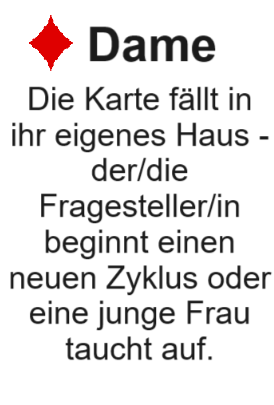 Dame
Die Karte fällt in
ihr eigenes Haus -
der/die
Fragesteller/in
beginnt einen
neuen Zyklus oder
eine junge Frau
taucht auf.